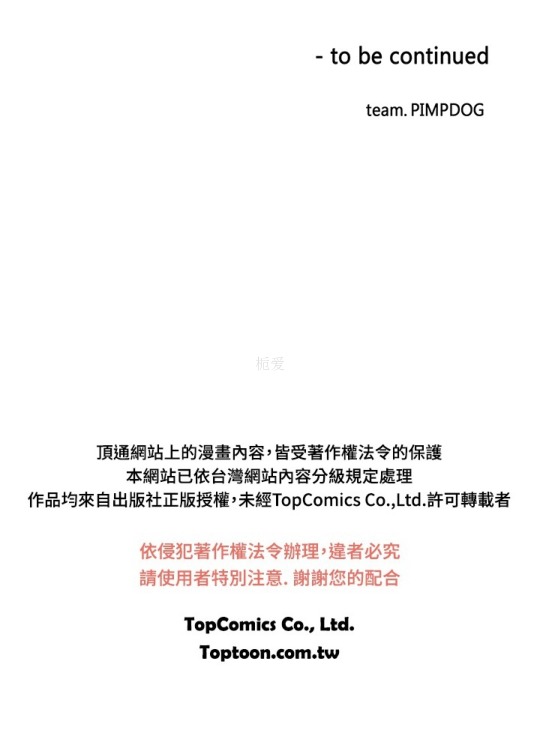 - to be continued
team. PIMPDOG
栀爱
頂通網站上的漫畫內容,皆受著作權法令的保護
本網站已依台灣網站內容分級規定處理
作品均來自出版社正版授權,未經TopComics Co.,Ltd.許可轉載者
依侵犯著作權法令辦理,違者必究
請使用者特別注意. 謝謝您的配合
TopComics Co., Ltd.
Toptoon.com.tw